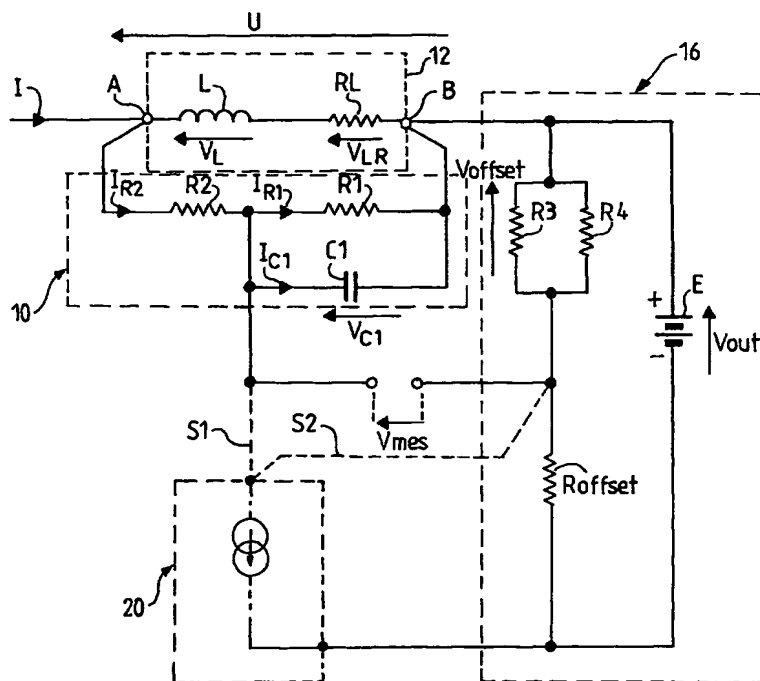 U
12
16
I
A
L
RL
B
VL
VLR
Voffset
IR2
R2
IR1
R1
R3
R4
10
IC1
C1
VC1
E
+
-
Vout
Vmes
S1
S2
Roffset
20